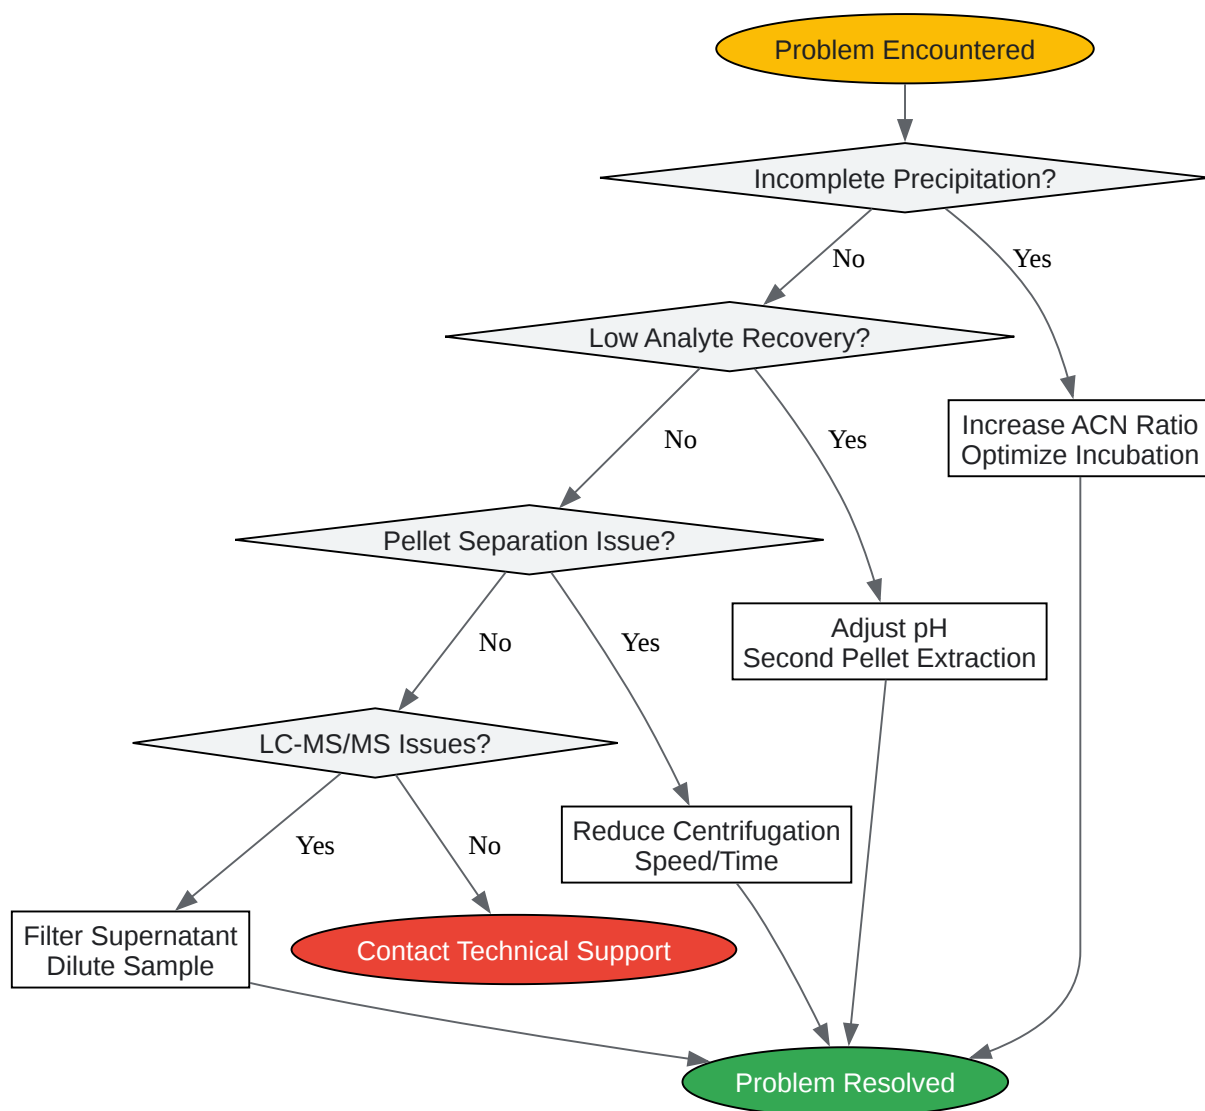 Problem Encountered
Incomplete Precipitation?
No
Yes
Low Analyte Recovery?
Increase ACN Ratio
Optimize Incubation
No
Yes
Pellet Separation Issue?
Adjust pH
Second Pellet Extraction
No
Yes
LC-MS/MS Issues?
Reduce Centrifugation
Speed/Time
Yes
No
Filter Supernatant
Dilute Sample
Contact Technical Support
Problem Resolved